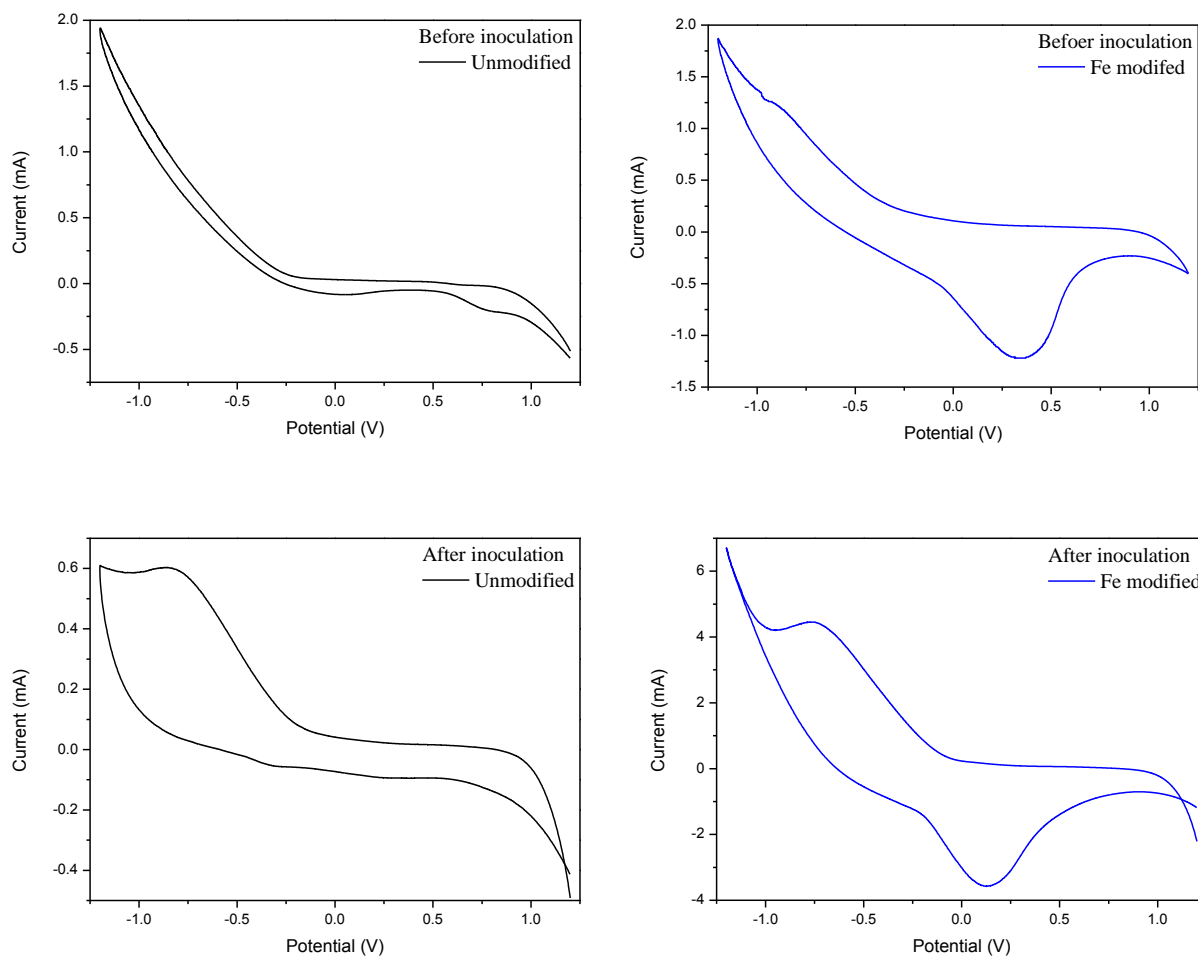 2.0
1.5
1.0
0.5
0.0
-0.5
Current (mA)
Before inoculation
Unmodified
-1.0 -0.5 0.0 0.5 1.0
Potential (V)
2.0
1.5
1.0
0.5
0.0
-0.5
-1.0
-1.5
Current (mA)
Befoer inoculation
Fe modifed
-1.0 -0.5 0.0 0.5 1.0
Potential (V)
0.6
0.4
0.2
0.0
-0.2
-0.4
Current (mA)
After inoculation
Unmodified
-1.0 -0.5 0.0 0.5 1.0
Potential (V)
6
4
2
0
-2
-4
Current (mA)
After inoculation
Fe modified
-1.0 -0.5 0.0 0.5 1.0
Potential (V)